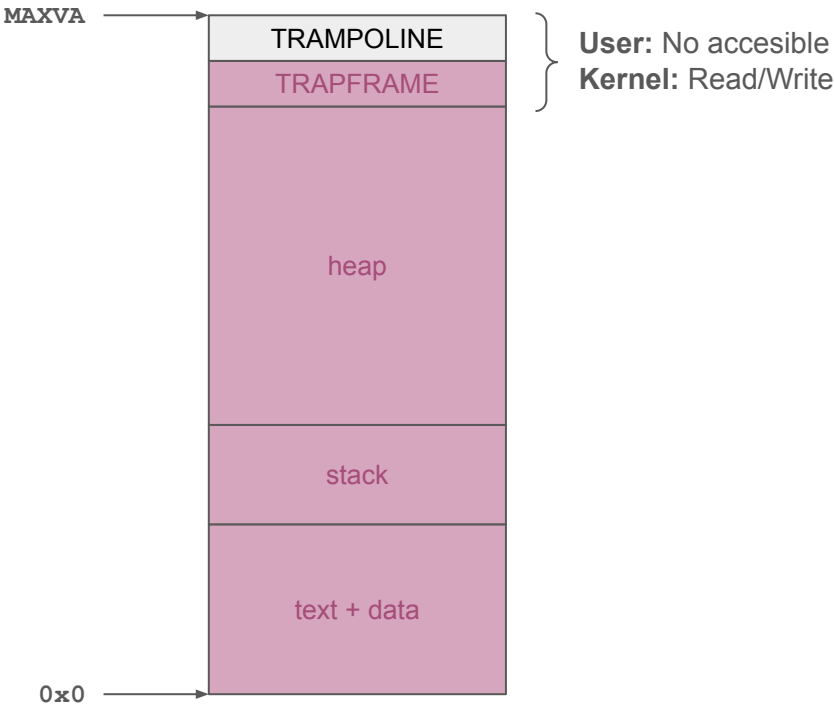 MAXVA
TRAMPOLINE
TRAPFRAME
User: No accesible
Kernel: Read/Write
heap
stack
text + data
0x0